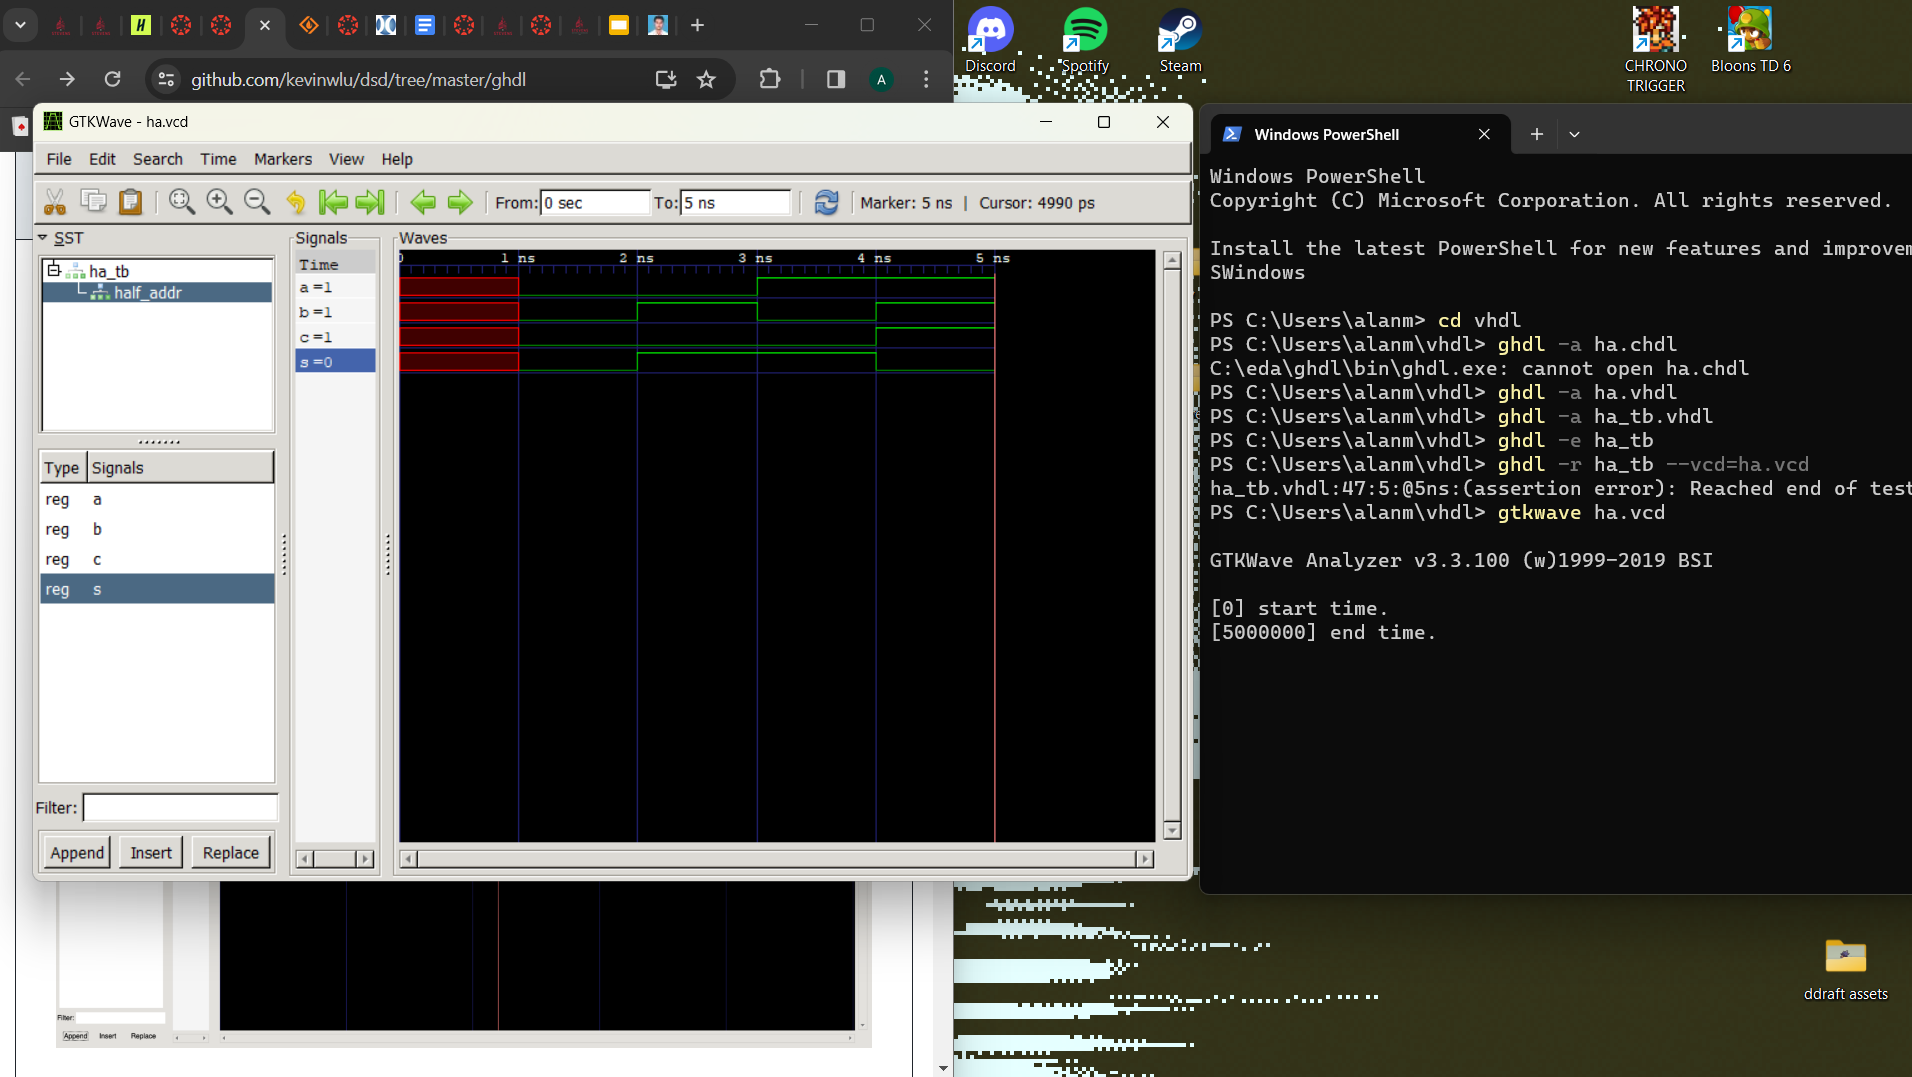 github.com/kevinwlu/dsd/tree/master/ghdl
A
Discord
Spotify
Steam
CHRONO
TRIGGER
Bloons TD 6
GTKWave - ha.vcd
File Edit Search Time Markers View Help
From: 0 sec To: 5 ns Marker: 5 ns | Cursor: 4990 ps
SST
ha_tb
half_addr
Type Signals
reg a
reg b
reg c
reg s
Filter:
Append Insert Replace
Signals
Time
a =1
b =1
c =1
s =0
Waves
0 1 ns 2 ns 3 ns 4 ns 5 ns
Filter:
Append Insert Replace
Windows PowerShell
Windows PowerShell
Copyright (C) Microsoft Corporation. All rights reserved.
Install the latest PowerShell for new features and improvem
SWindows
PS C:\Users\alanm> cd vhdl
PS C:\Users\alanm\vhdl> ghdl -a ha.chdl
C:\eda\ghdl\bin\ghdl.exe: cannot open ha.chdl
PS C:\Users\alanm\vhdl> ghdl -a ha.vhdl
PS C:\Users\alanm\vhdl> ghdl -a ha_tb.vhdl
PS C:\Users\alanm\vhdl> ghdl -e ha_tb
PS C:\Users\alanm\vhdl> ghdl -r ha_tb --vcd=ha.vcd
ha_tb.vhdl:47:5:@5ns:(assertion error): Reached end of test
PS C:\Users\alanm\vhdl> gtkwave ha.vcd
GTKWave Analyzer v3.3.100 (w)1999-2019 BSI
[0] start time.
[5000000] end time.
ddraft assets